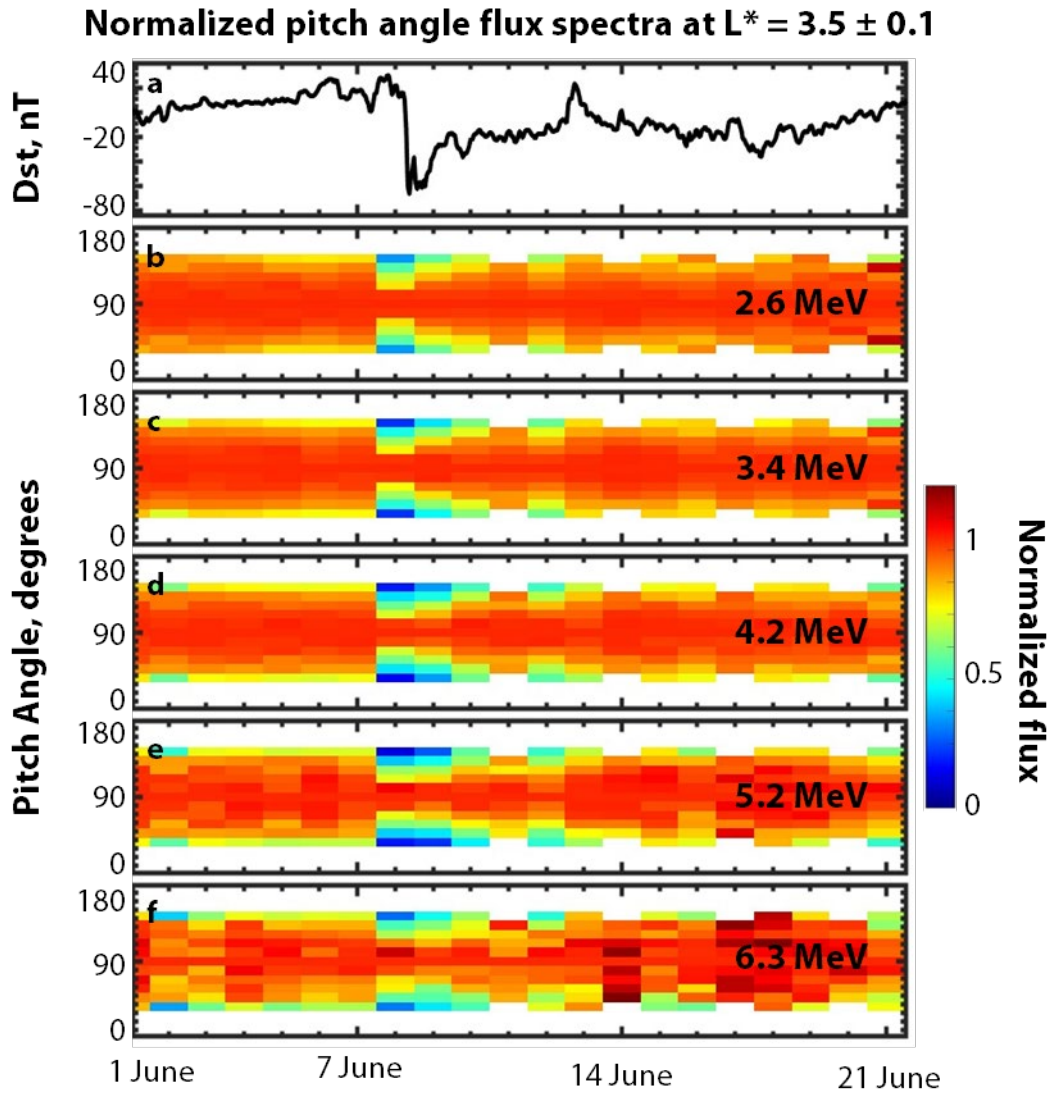 Normalized pitch angle flux spectra at L* = 3.5 ± 0.1
Dst, nT
40
-20
-80
a
180
90
0
b
2.6 MeV
180
90
0
c
3.4 MeV
180
90
0
d
4.2 MeV
180
90
0
e
5.2 MeV
180
90
0
f
6.3 MeV
Pitch Angle, degrees
1
0.5
0
Normalized flux
1 June
7 June
14 June
21 June